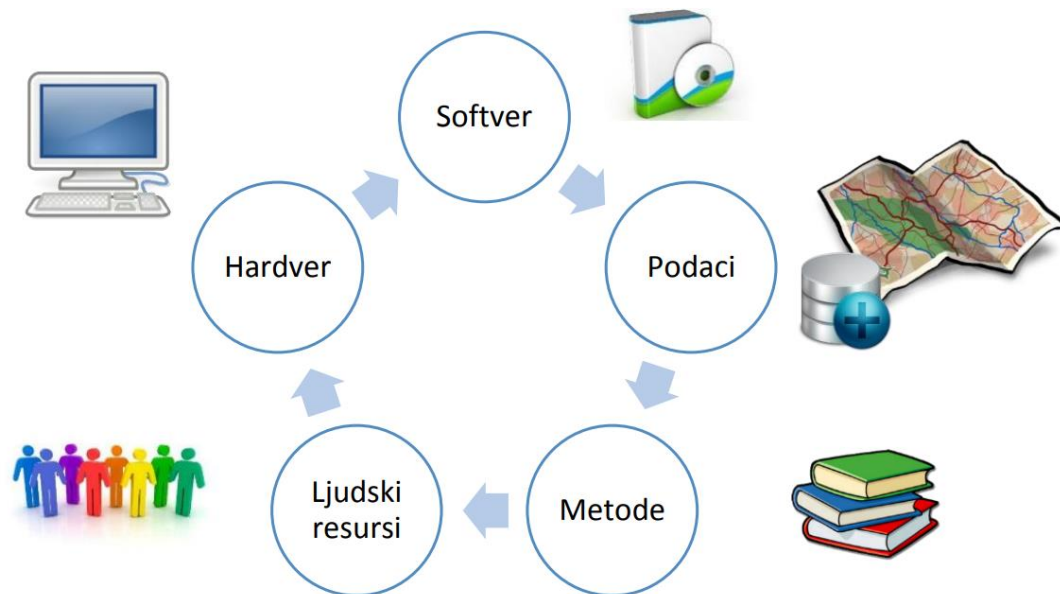 Softver
Hardver
Podaci
Ljudski
resursi
Metode